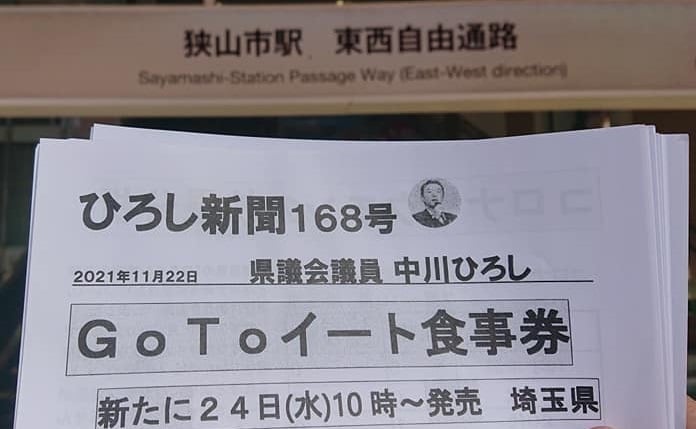 狭山市駅　東西自由通路
Sayamashi-Station Passage Way (East-West direction)
ひろし新聞168号
2021年11月22日　県議会議員 中川ひろし
ＧｏＴｏイート食事券
新たに２４日(水)10時～発売　埼玉県